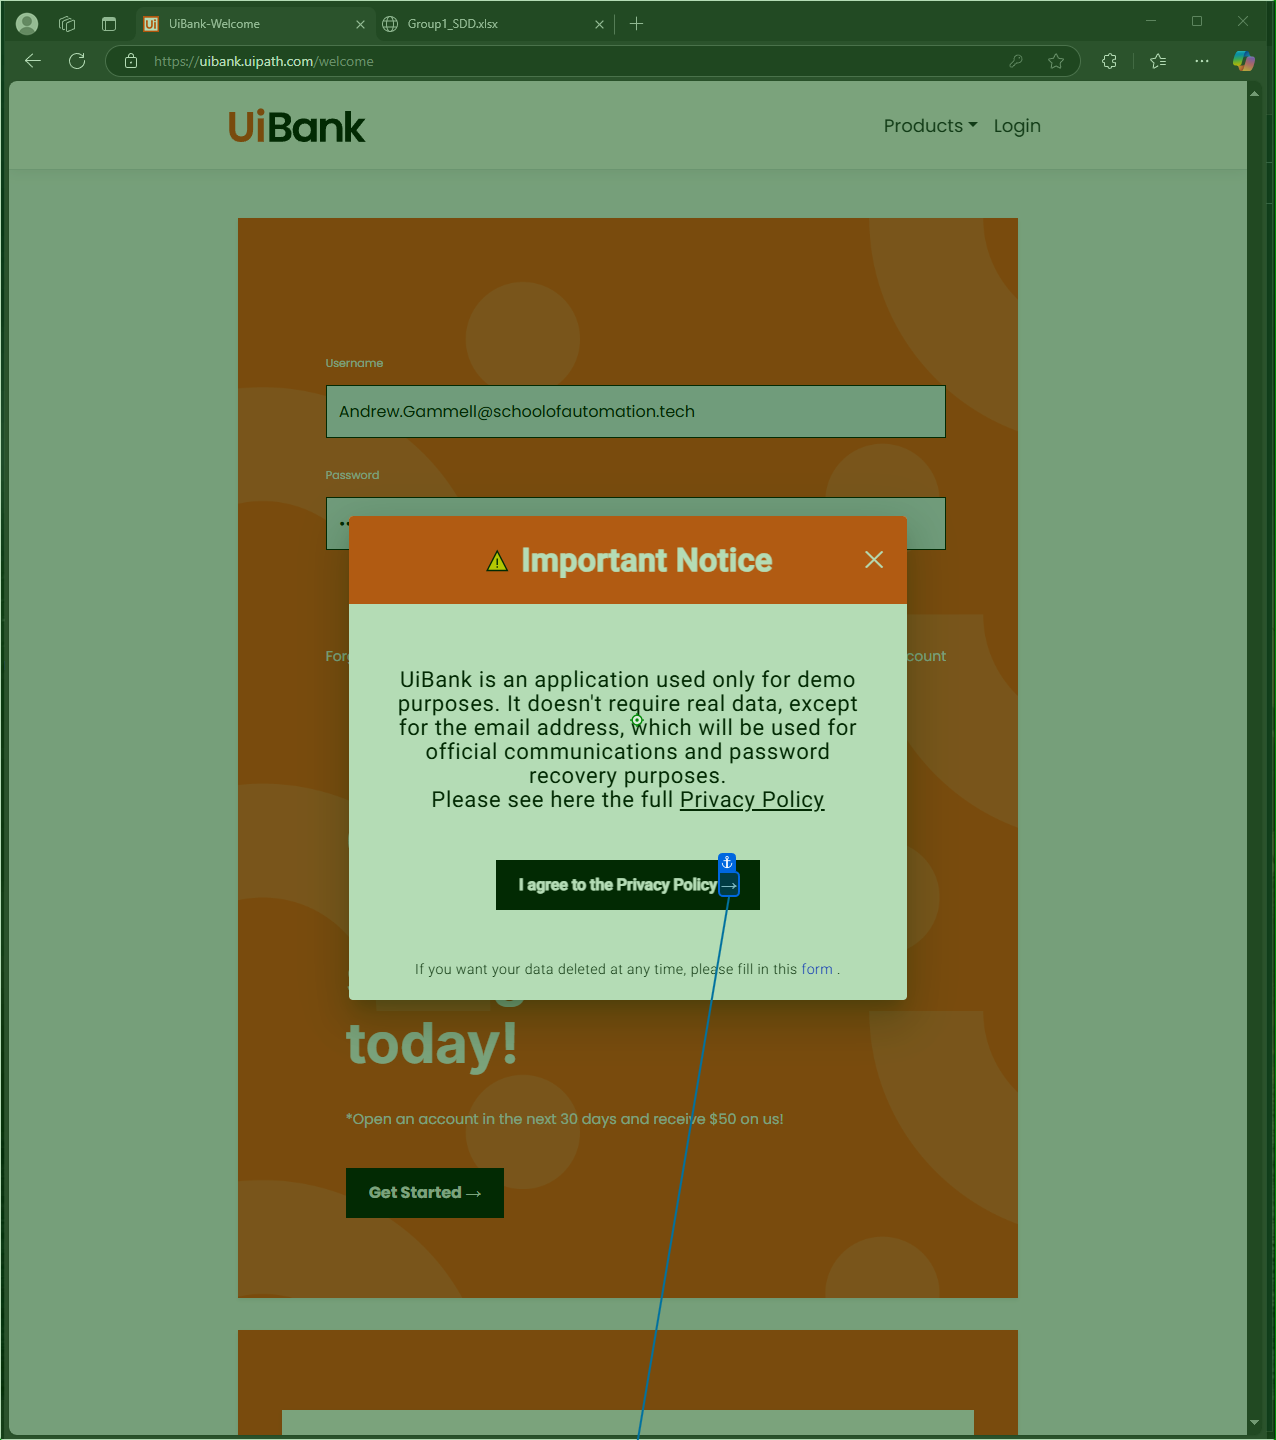 Ui UiBank-Welcome
Group1_SDD.xlsx
https://uibank.uipath.com/welcome
UiBank
Products
Login
Username
Andrew.Gammell@schoolofautomation.tech
Password
Important Notice
UiBank is an application used only for demo
purposes. It doesn't require real data, except
for the email address, which will be used for
official communications and password
recovery purposes.
Please see here the full Privacy Policy
I agree to the Privacy Policy →
If you want your data deleted at any time, please fill in this form .
today!
*Open an account in the next 30 days and receive $50 on us!
Get Started →